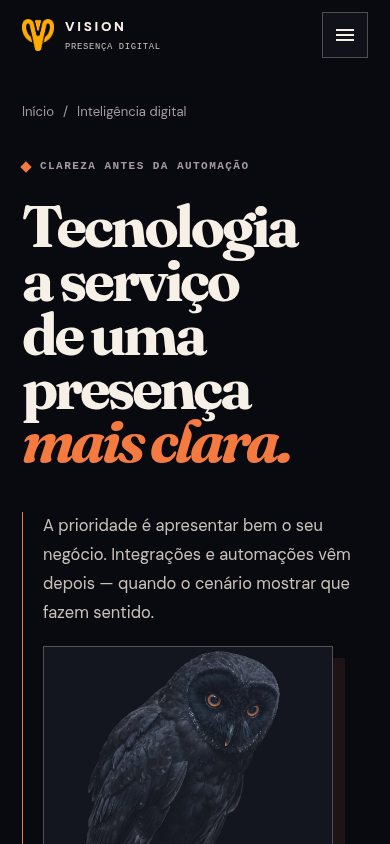 VISION
PRESENÇA DIGITAL
Início / Inteligência digital
CLAREZA ANTES DA AUTOMAÇÃO
Tecnologia
a serviço
de uma
presença
mais clara.
A prioridade é apresentar bem o seu
negócio. Integrações e automações vêm
depois — quando o cenário mostrar que
fazem sentido.